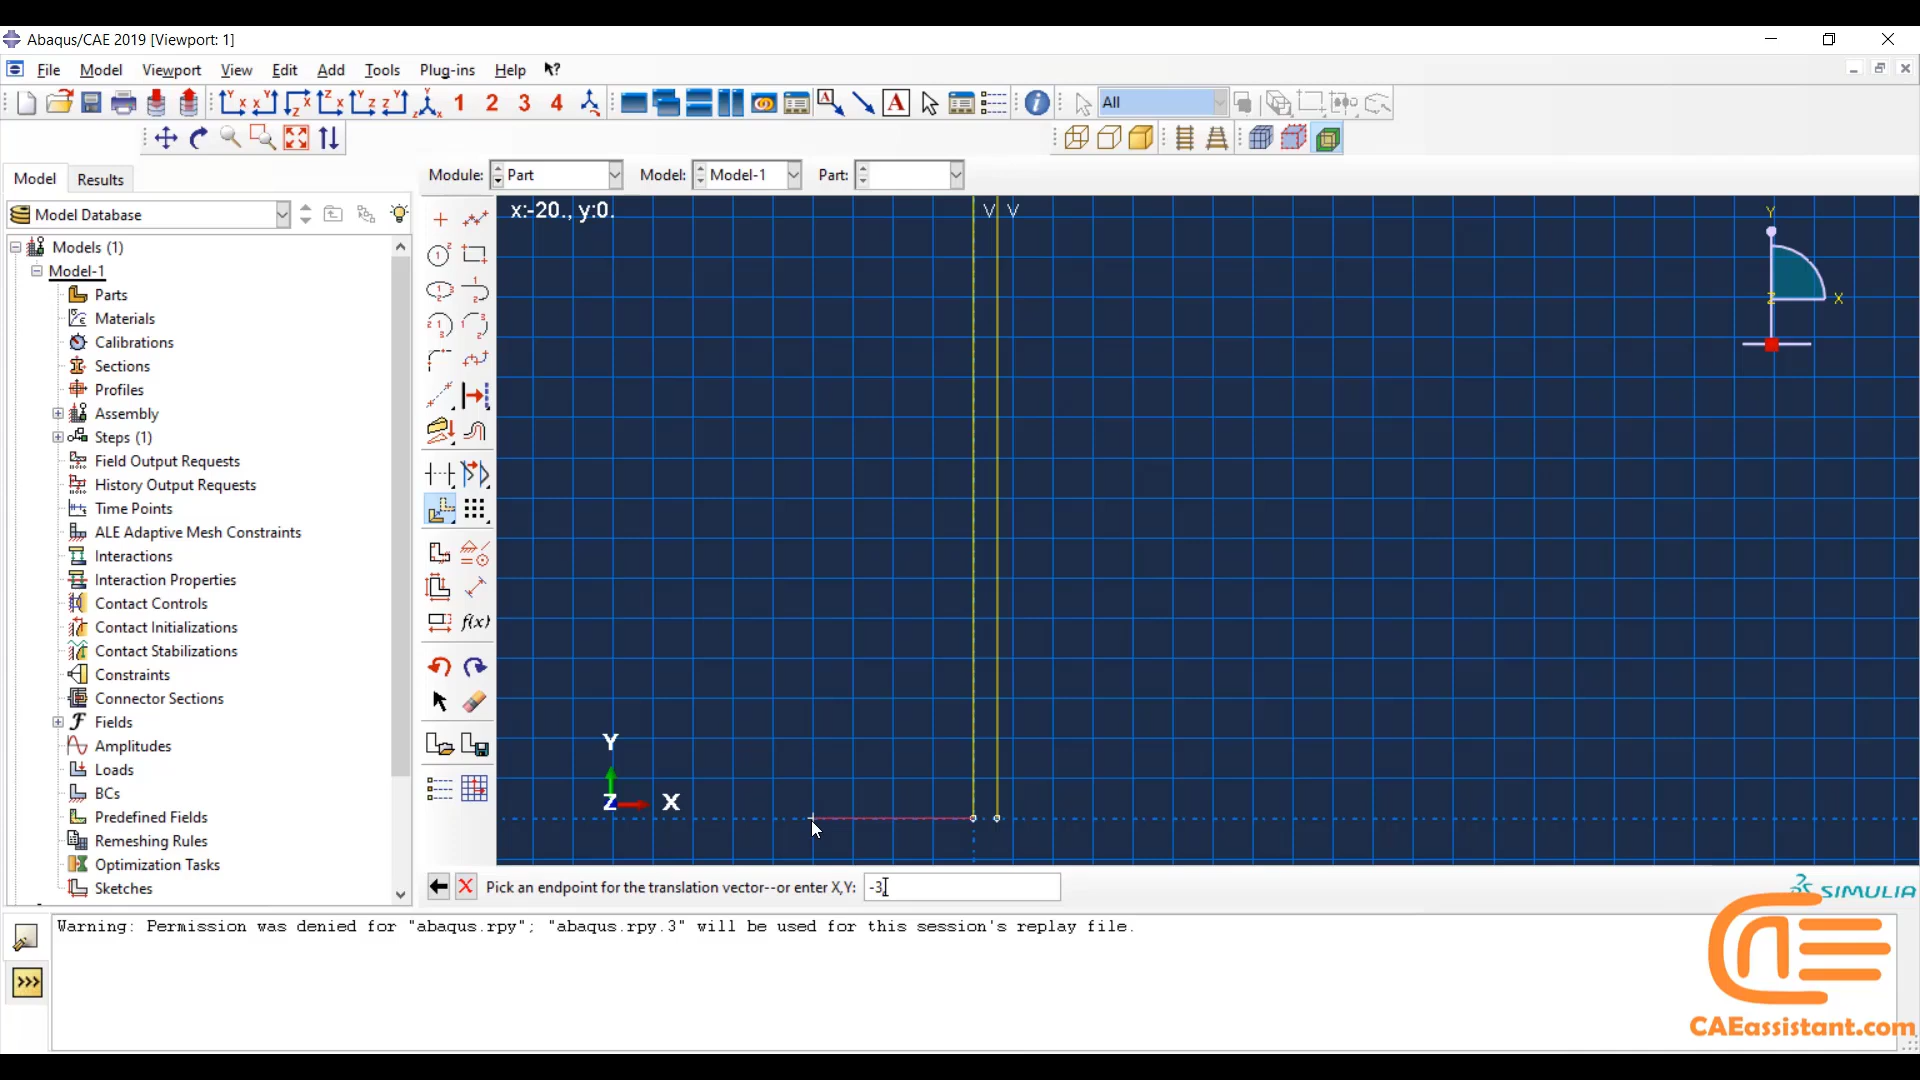 Abaqus/CAE 2019 [Viewport: 1]
File Model Viewport View Edit Add Tools Plug-ins Help
1 2 3 4 All
Model Results
Module: Part Model: Model-1 Part:
Model Database
x:-20., y:0.
V V
Models (1)
Model-1
Parts
Materials
Calibrations
Sections
Profiles
Assembly
Steps (1)
Field Output Requests
History Output Requests
Time Points
ALE Adaptive Mesh Constraints
Interactions
Interaction Properties
Contact Controls
Contact Initializations
Contact Stabilizations
Constraints
Connector Sections
Fields
Amplitudes
Loads
BCs
Predefined Fields
Remeshing Rules
Optimization Tasks
Sketches
f(x)
Y
Z X
Y
Z X
Pick an endpoint for the translation vector--or enter X,Y: -3,
SIMULIA
Warning: Permission was denied for "abaqus.rpy"; "abaqus.rpy.3" will be used for this session's replay file.
>>>
CAEassistant.com